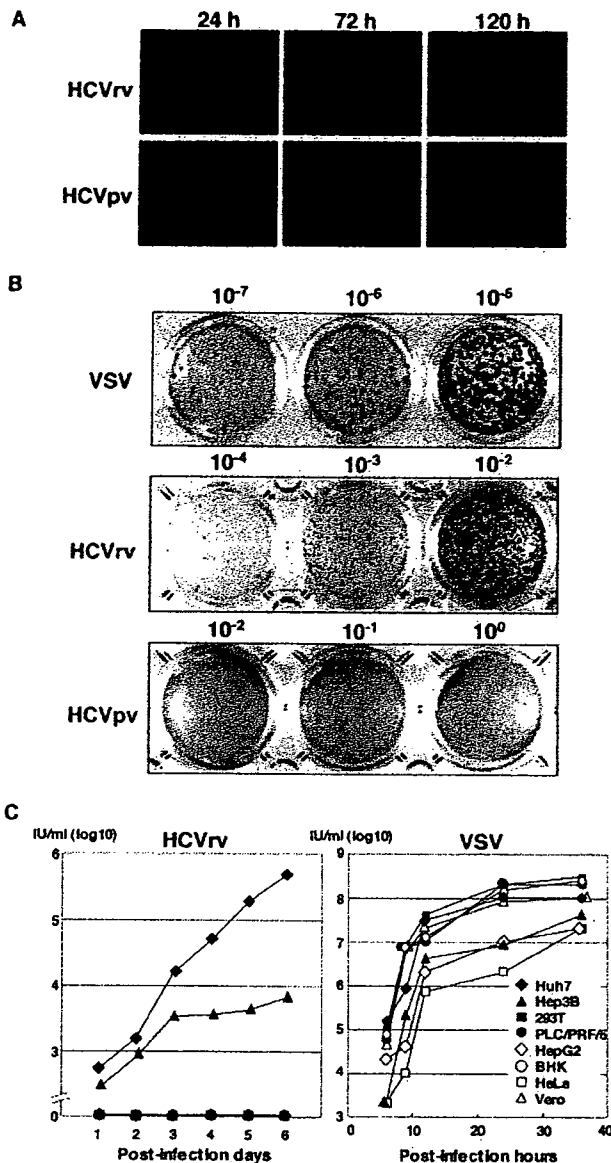 A
24 h 72 h 120 h
HCVrv
HCVpv
B
10-7 10-6 10-5
VSV
10-4 10-3 10-2
HCVrv
10-2 10-1 100
HCVpv
C
IU/ml (log10) HCVrv
6
5
4
3
0
1 2 3 4 5 6
Post-infection days
IU/ml (log10) VSV
9
8
7
6
5
4
3
0 10 20 30 40
Post-infection hours
Huh7
Hep3B
293T
PLC/PRF/5
HepG2
BHK
HeLa
Vero